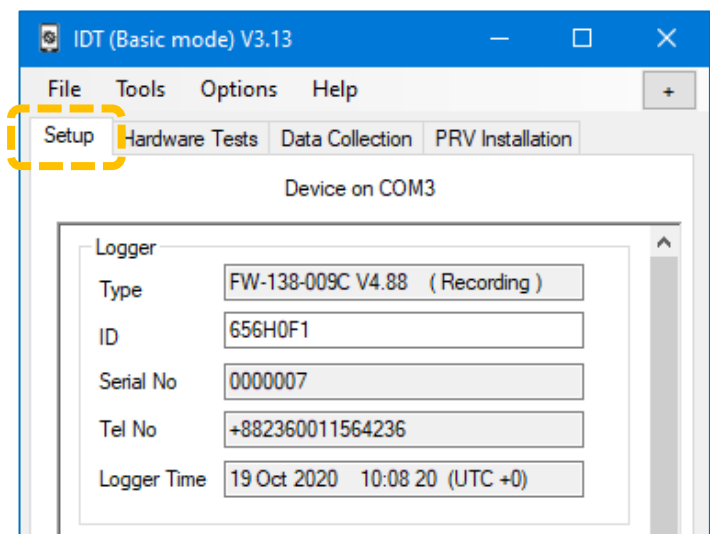 IDT (Basic mode) V3.13
File Tools Options Help +
Setup Hardware Tests Data Collection PRV Installation
Device on COM3
Logger
Type FW-138-009C V4.88 ( Recording )
ID 656H0F1
Serial No 0000007
Tel No +882360011564236
Logger Time 19 Oct 2020 10:08 20 (UTC +0)